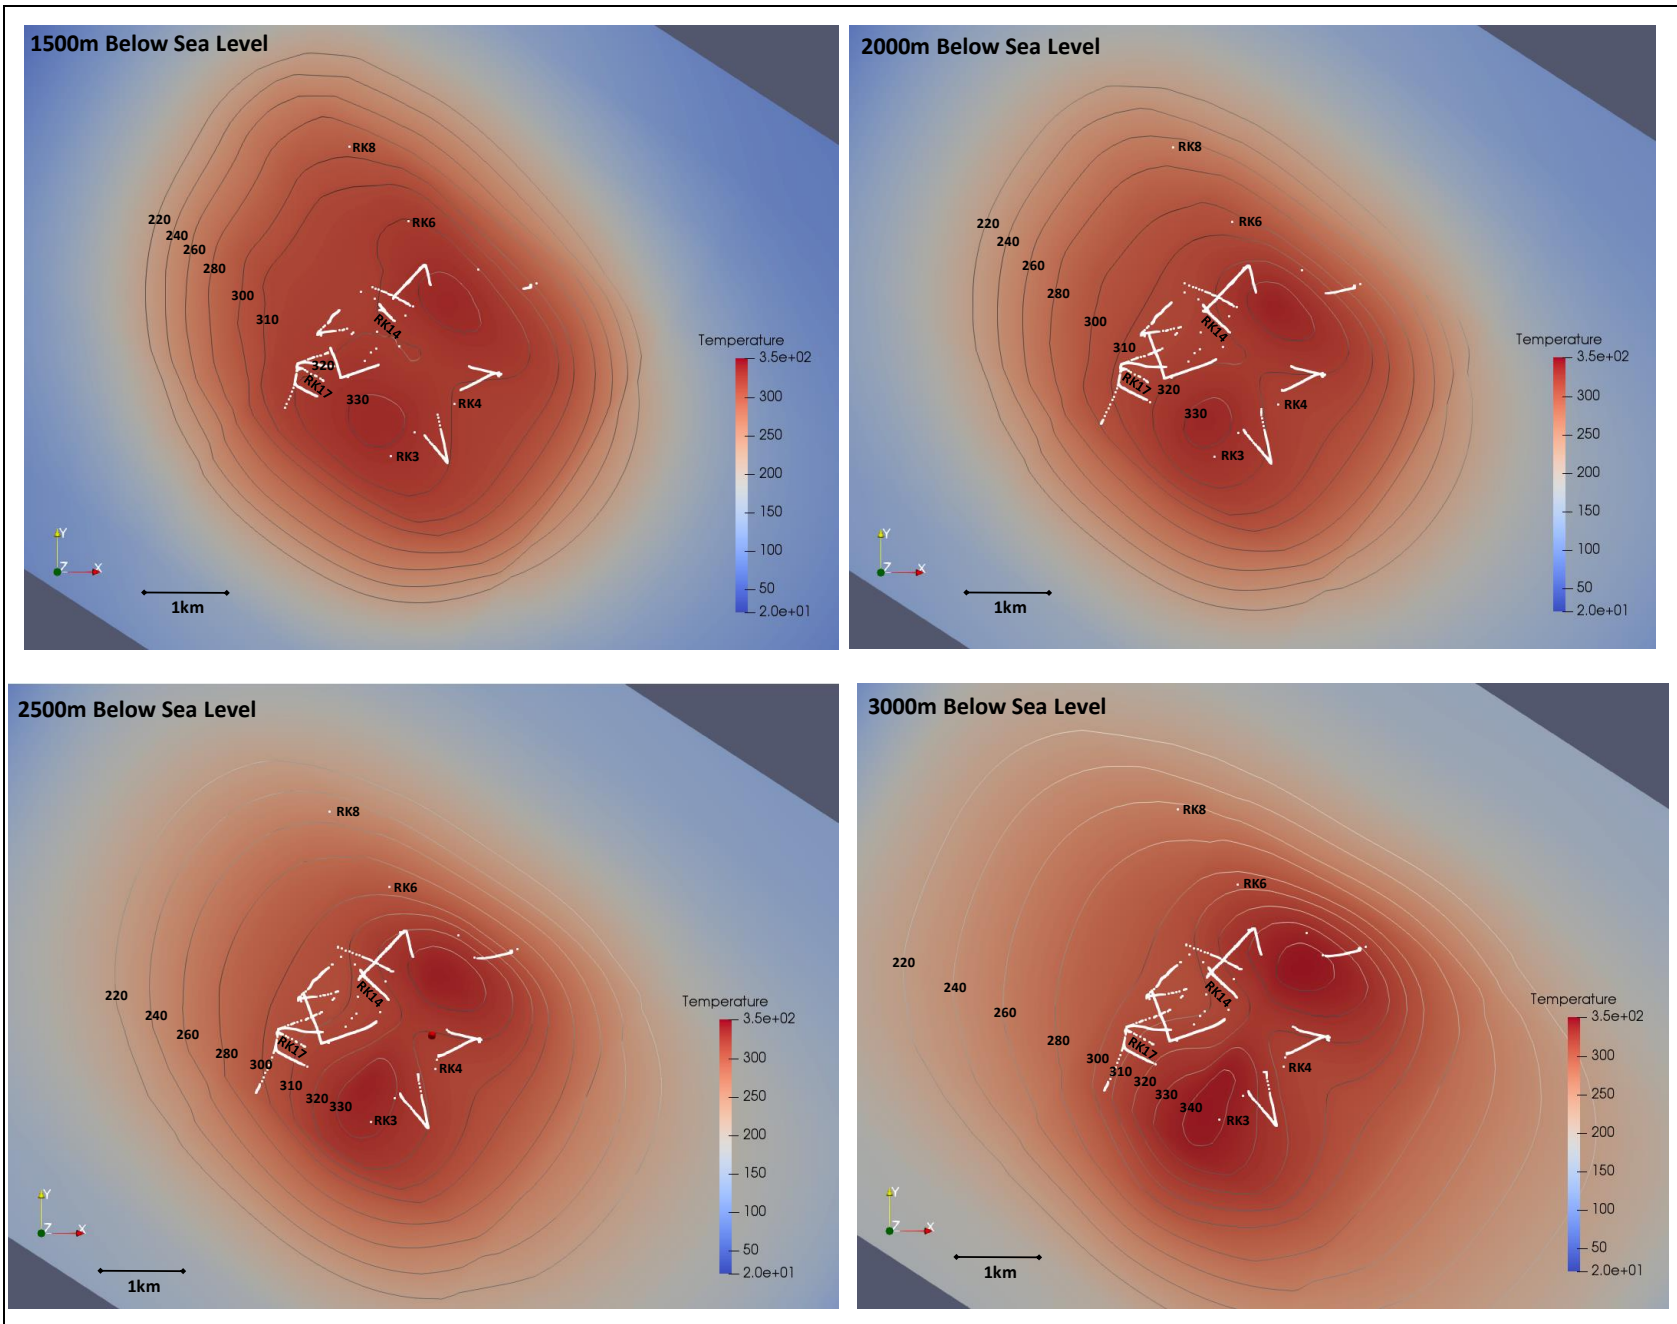 1500m Below Sea Level
RK8
220
240
260
280
300
310
RK6
RK14
320
RK17
330
RK4
RK3
Temperature
3.5e+02
300
250
200
150
100
50
2.0e+01
Y
Z
X
1km
2000m Below Sea Level
RK8
220
240
260
280
300
310
RK6
RK14
RK17
320
330
RK4
RK3
Temperature
3.5e+02
300
250
200
150
100
50
2.0e+01
Y
Z
X
1km
2500m Below Sea Level
RK8
RK6
220
240
260
280
300
310
320
330
RK14
RK17
RK4
RK3
Temperature
3.5e+02
300
250
200
150
100
50
2.0e+01
Y
Z
X
1km
3000m Below Sea Level
RK8
RK6
220
240
260
280
300
310
320
330
340
RK14
RK17
RK4
RK3
Temperature
3.5e+02
300
250
200
150
100
50
2.0e+01
Y
Z
X
1km